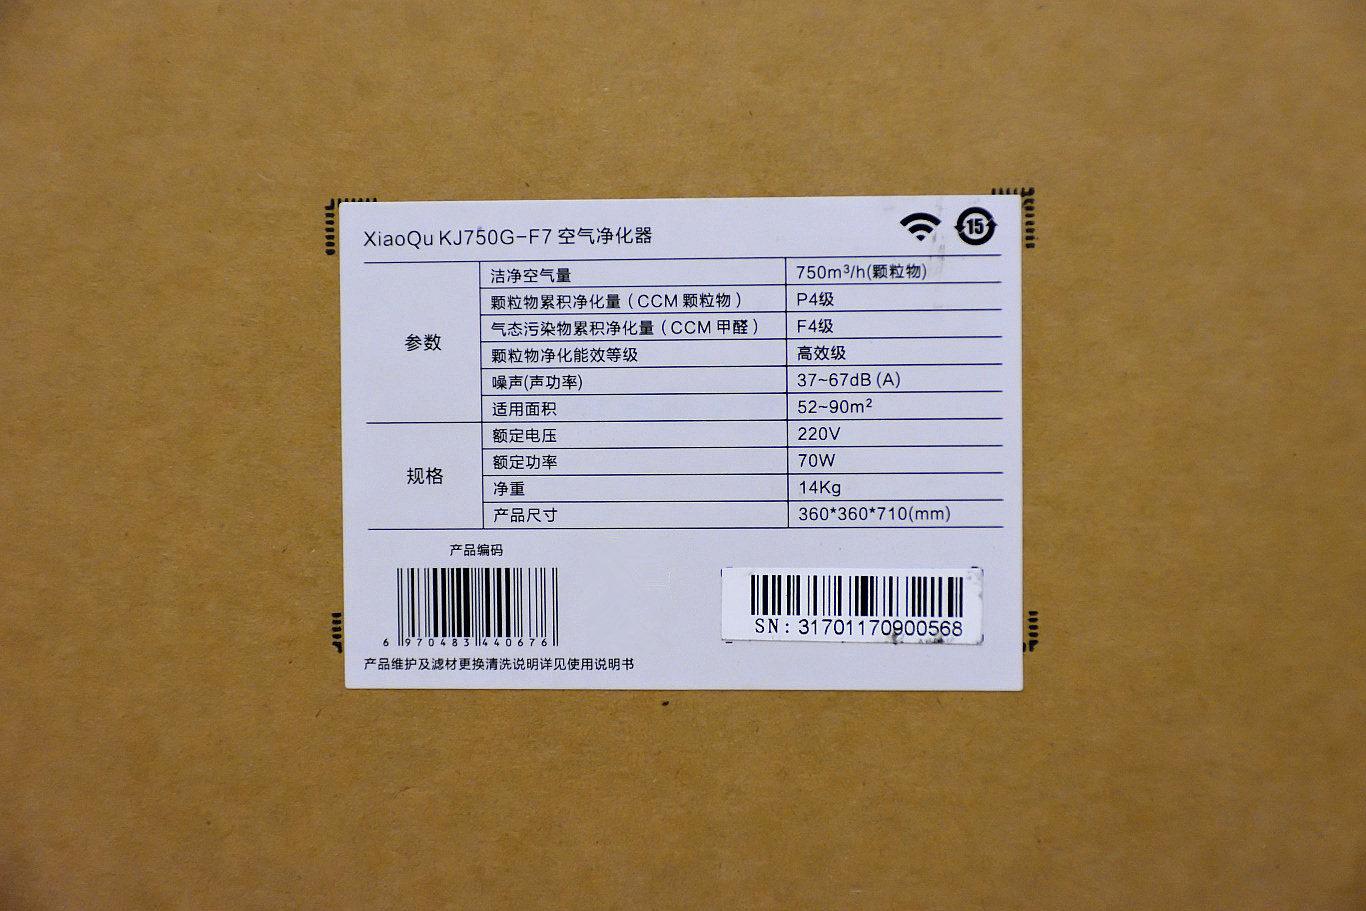 XiaoQu KJ750G-F7 空气净化器
15
参数
洁净空气量 750m³/h(颗粒物)
颗粒物累积净化量（CCM 颗粒物） P4级
气态污染物累积净化量（CCM 甲醛） F4级
颗粒物净化能效等级 高效级
噪声(声功率) 37~67dB (A)
适用面积 52~90m²
规格
额定电压 220V
额定功率 70W
净重 14Kg
产品尺寸 360*360*710(mm)
产品编码
6 970483 440676
SN: 31701170900568
产品维护及滤材更换清洗说明详见使用说明书